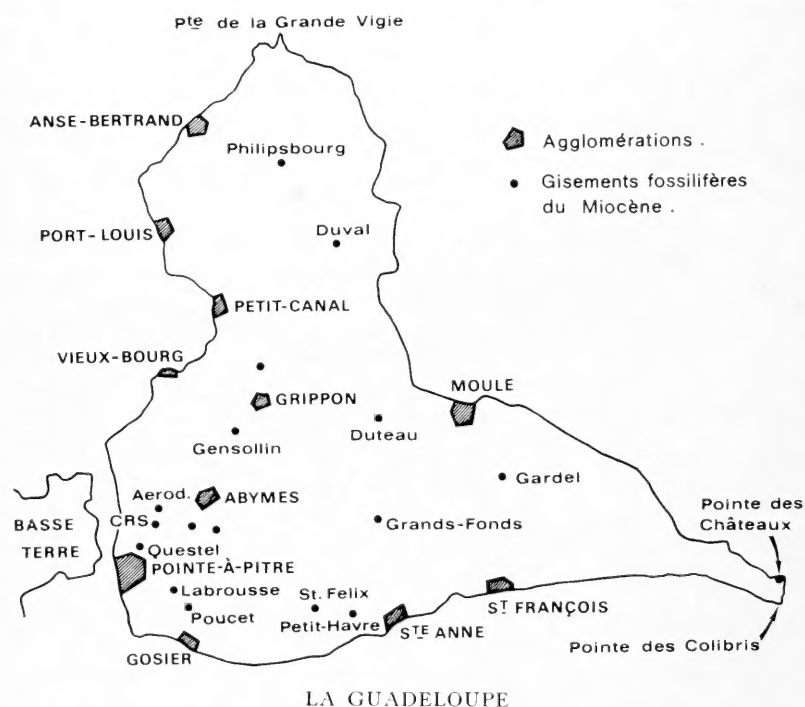 Pte de la Grande Vigie
ANSE-BERTRAND
Philipsbourg
Agglomérations .
Gisements fossilifères
du Miocène .
PORT-LOUIS
Duval
PETIT-CANAL
VIEUX-BOURG
GRIPPON
MOULE
Gensollin
Duteau
Gardel
Aerod.
ABYMES
Pointe des
Châteaux
BASSE
TERRE
CRS
Grands-Fonds
Questel
POINTE-À-PITRE
Labrousse
St. Felix
Poucet
Petit-Havre
STE ANNE
ST FRANÇOIS
GOSIER
Pointe des Colibris
LA GUADELOUPE